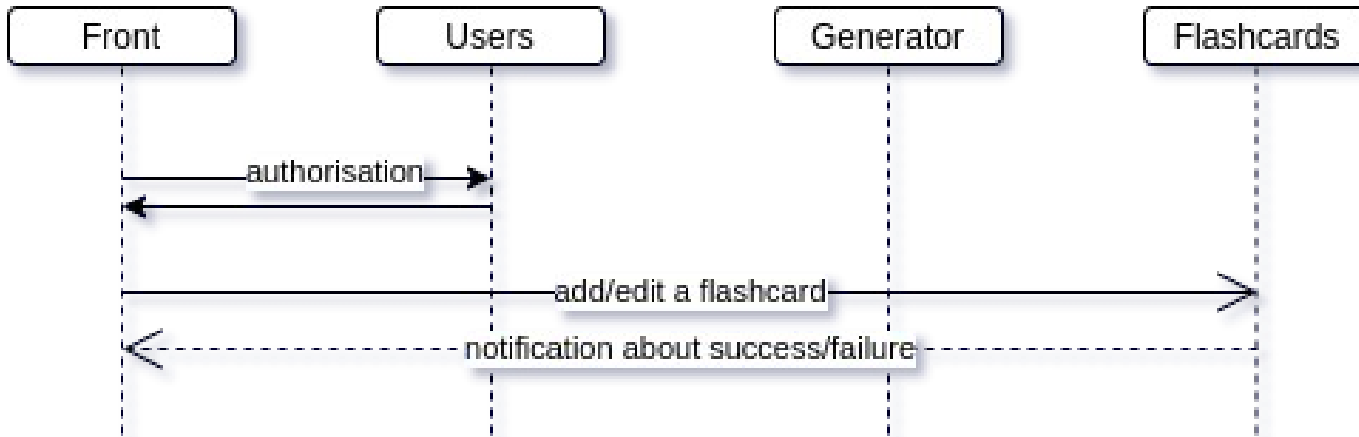 Front
Users
Generator
Flashcards
authorisation
add/edit a flashcard
notification about success/failure